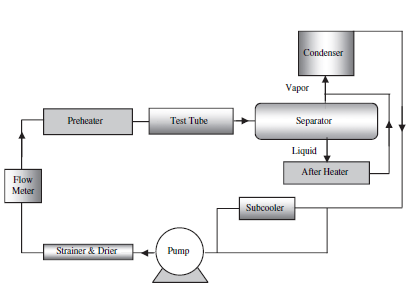 Condenser
Vapor
Preheater
Test Tube
Separator
Liquid
After Heater
Flow
Meter
Subcooler
Strainer & Drier
Pump